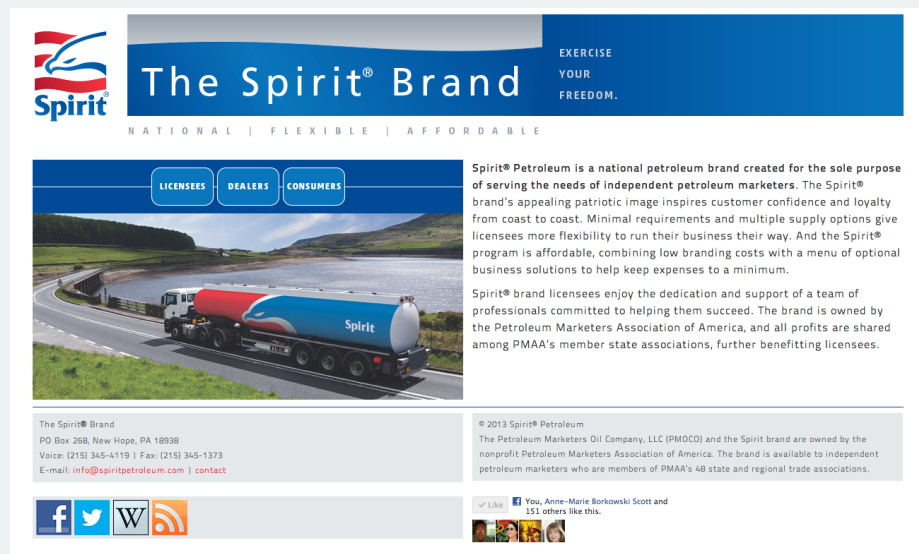 Spirit®
The Spirit® Brand
EXERCISE
YOUR
FREEDOM.
NATIONAL | FLEXIBLE | AFFORDABLE
LICENSEES
DEALERS
CONSUMERS
Spirit
Spirit® Petroleum is a national petroleum brand created for the sole purpose
of serving the needs of independent petroleum marketers. The Spirit®
brand's appealing patriotic image inspires customer confidence and loyalty
from coast to coast. Minimal requirements and multiple supply options give
licensees more flexibility to run their business their way. And the Spirit®
program is affordable, combining low branding costs with a menu of optional
business solutions to help keep expenses to a minimum.
Spirit® brand licensees enjoy the dedication and support of a team of
professionals committed to helping them succeed. The brand is owned by
the Petroleum Marketers Association of America, and all profits are shared
among PMAA's member state associations, further benefitting licensees.
The Spirit® Brand
PO Box 268, New Hope, PA 18938
Voice: (215) 345-4119 | Fax: (215) 345-1373
E-mail: info@spiritpetroleum.com | contact
© 2013 Spirit® Petroleum
The Petroleum Marketers Oil Company, LLC (PMOCO) and the Spirit brand are owned by the
nonprofit Petroleum Marketers Association of America. The brand is available to independent
petroleum marketers who are members of PMAA's 48 state and regional trade associations.
f
W
Like
f You, Anne-Marie Borkowski Scott and
151 others like this.